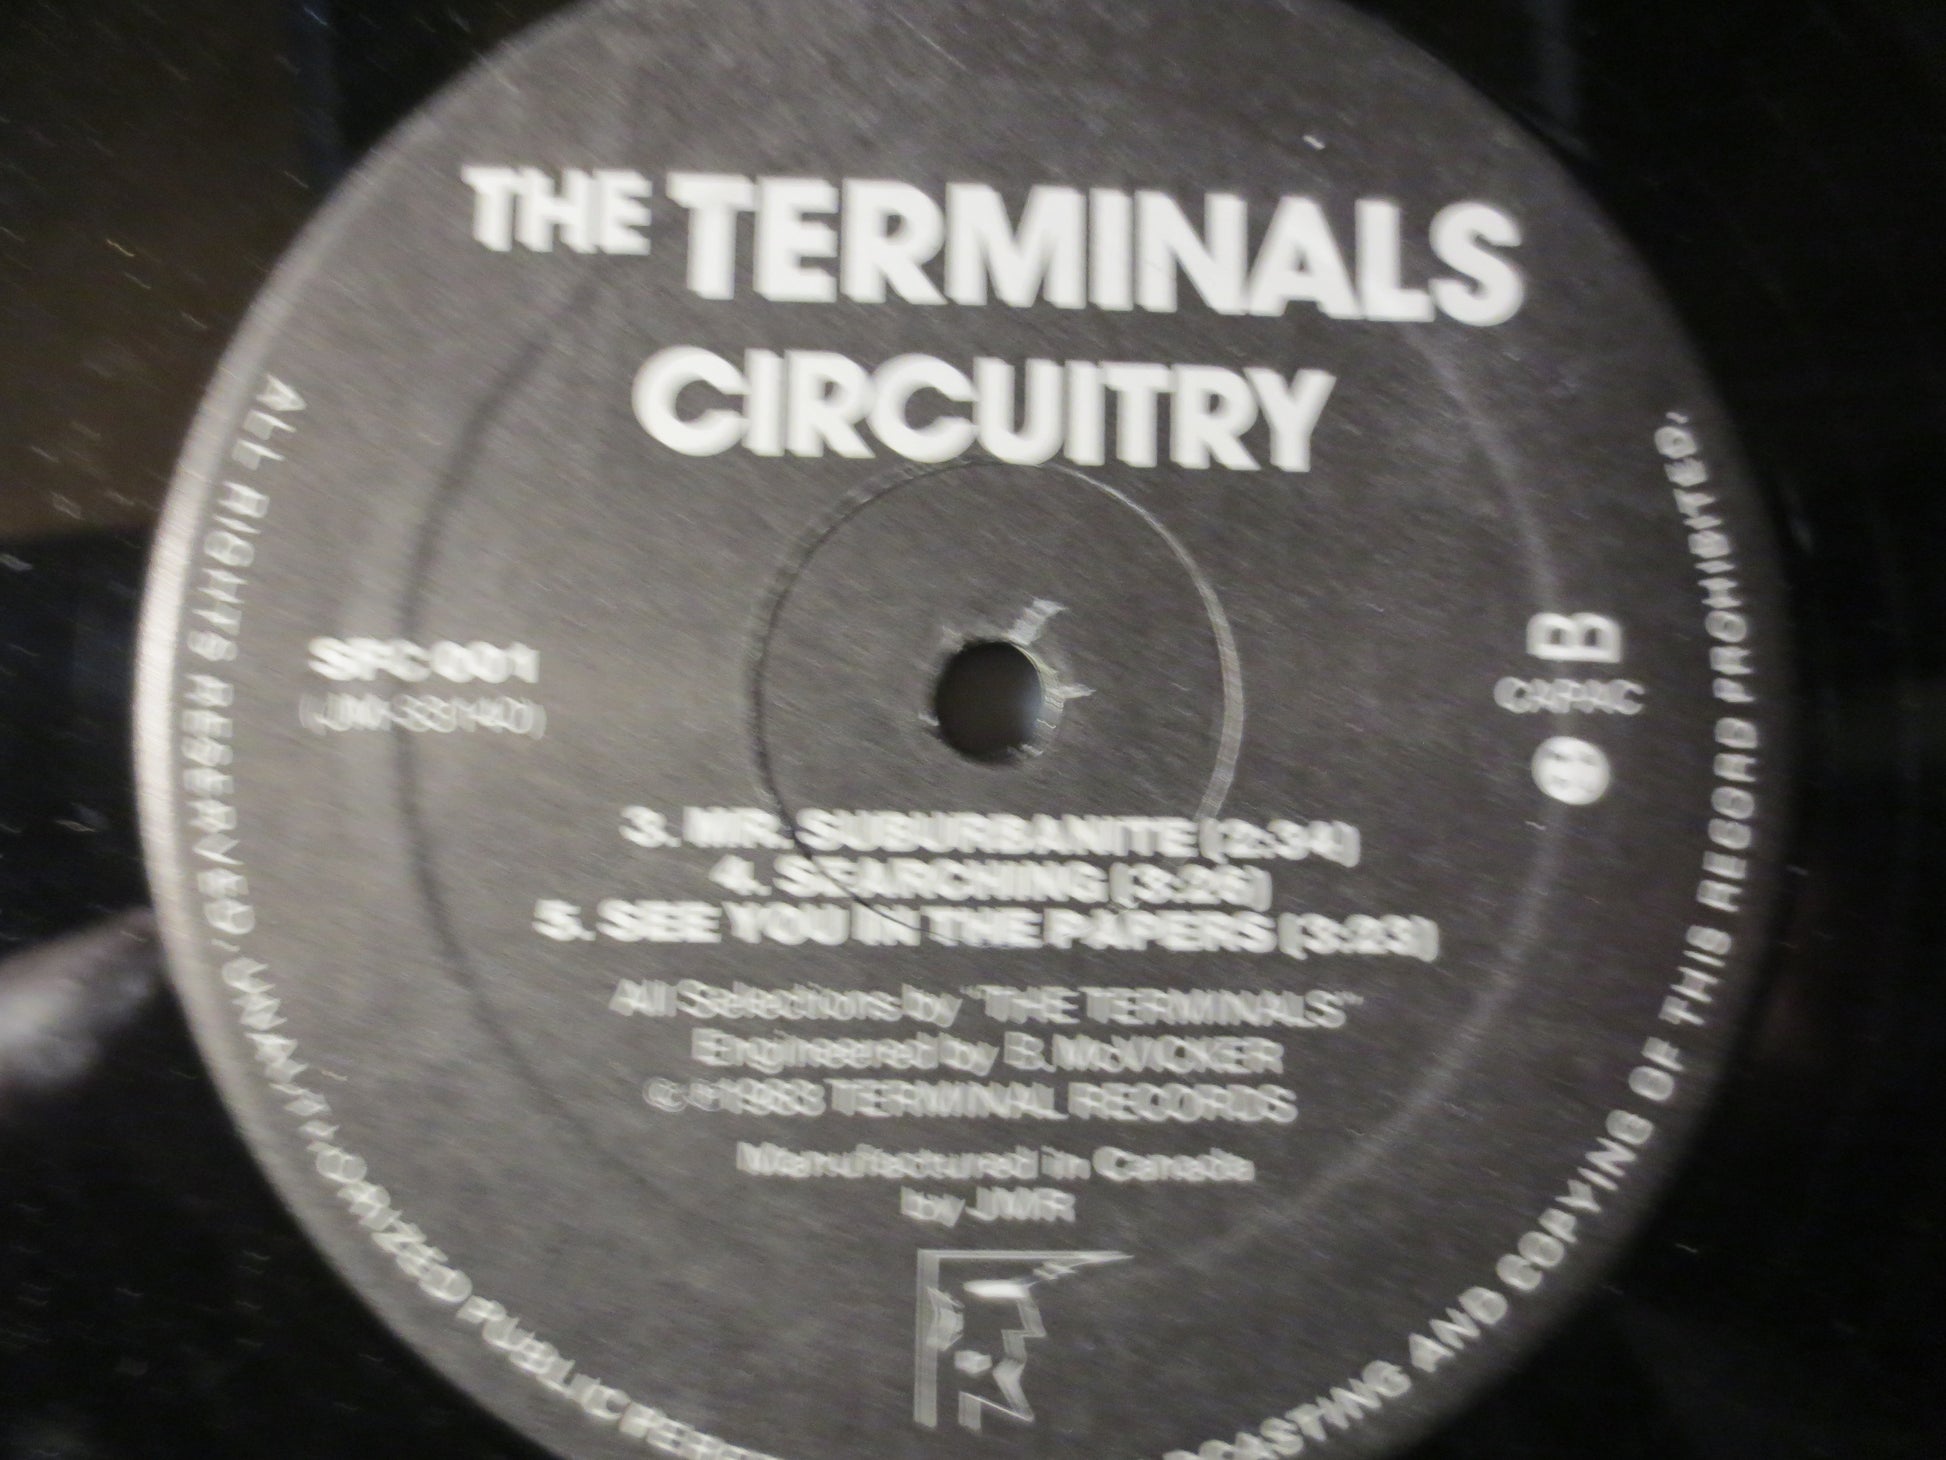 THE TERMINALS
CIRCUITRY
SFC 001
B
CAPAC
3. MR. SUBURBANITE (2:34)
4. SEARCHING (3:26)
5. SEE YOU IN THE PAPERS (3:23)
All Selections by "THE TERMINALS"
Engineered by B. McVICKER
© ℗ 1983 TERMINAL RECORDS
Manufactured in Canada
by JMR
ALL RIGHTS RESERVED. UNAUTHORIZED PUBLIC
AND COPYING OF THIS RECORD PROHIBITED.